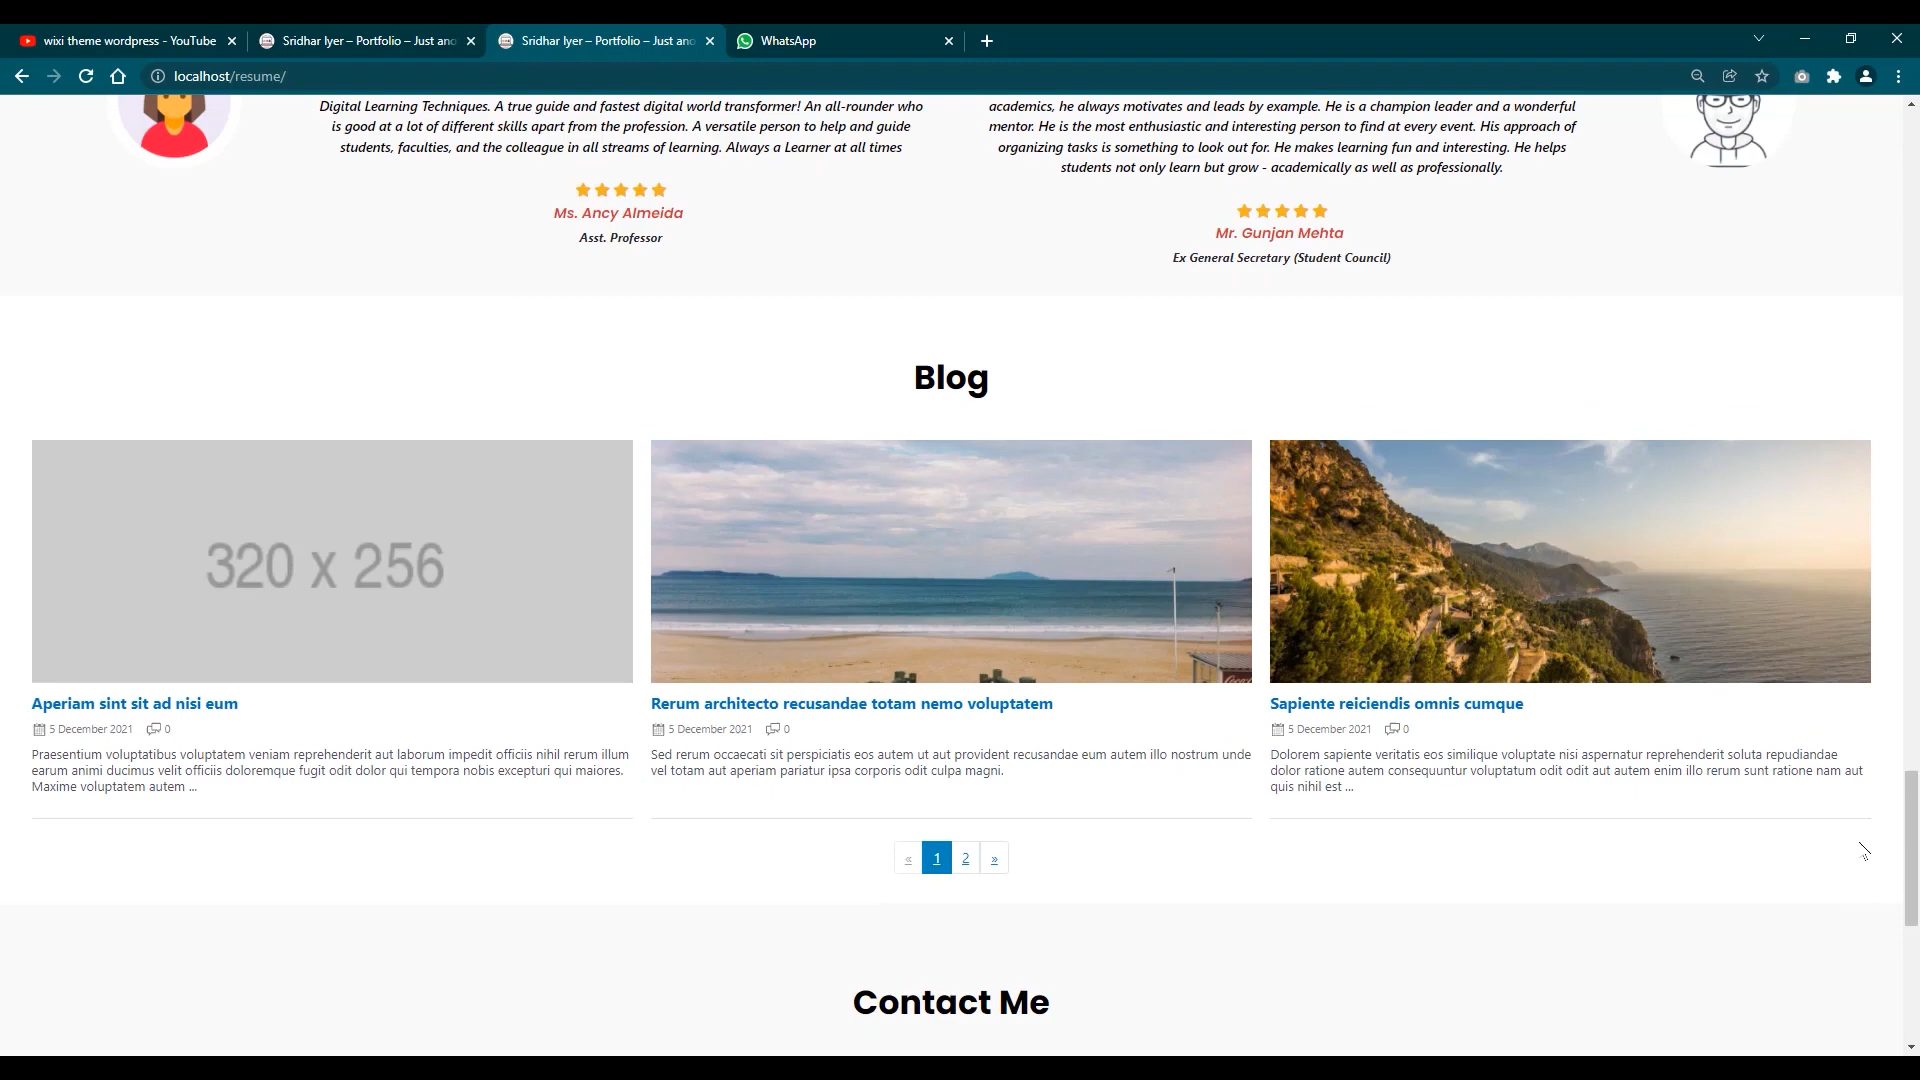 wixi theme wordpress - YouTube
Sridhar Iyer – Portfolio – Just ano
Sridhar Iyer – Portfolio – Just ano
WhatsApp
localhost/resume/
Digital Learning Techniques. A true guide and fastest digital world transformer! An all-rounder who
is good at a lot of different skills apart from the profession. A versatile person to help and guide
students, faculties, and the colleague in all streams of learning. Always a Learner at all times
Ms. Ancy Almeida
Asst. Professor
academics, he always motivates and leads by example. He is a champion leader and a wonderful
mentor. He is the most enthusiastic and interesting person to find at every event. His approach of
organizing tasks is something to look out for. He makes learning fun and interesting. He helps
students not only learn but grow - academically as well as professionally.
Mr. Gunjan Mehta
Ex General Secretary (Student Council)
Blog
320 x 256
Aperiam sint sit ad nisi eum
5 December 2021 0
Praesentium voluptatibus voluptatem veniam reprehenderit aut laborum impedit officiis nihil rerum illum
earum animi ducimus velit officiis doloremque fugit odit dolor qui tempora nobis excepturi qui maiores.
Maxime voluptatem autem ...
Rerum architecto recusandae totam nemo voluptatem
5 December 2021 0
Sed rerum occaecati sit perspiciatis eos autem ut aut provident recusandae eum autem illo nostrum unde
vel totam aut aperiam pariatur ipsa corporis odit culpa magni.
Sapiente reiciendis omnis cumque
5 December 2021 0
Dolorem sapiente veritatis eos similique voluptate nisi aspernatur reprehenderit soluta repudiandae
dolor ratione autem consequuntur voluptatum odit odit aut autem enim illo rerum sunt ratione nam aut
quis nihil est ...
« 1 2 »
Contact Me